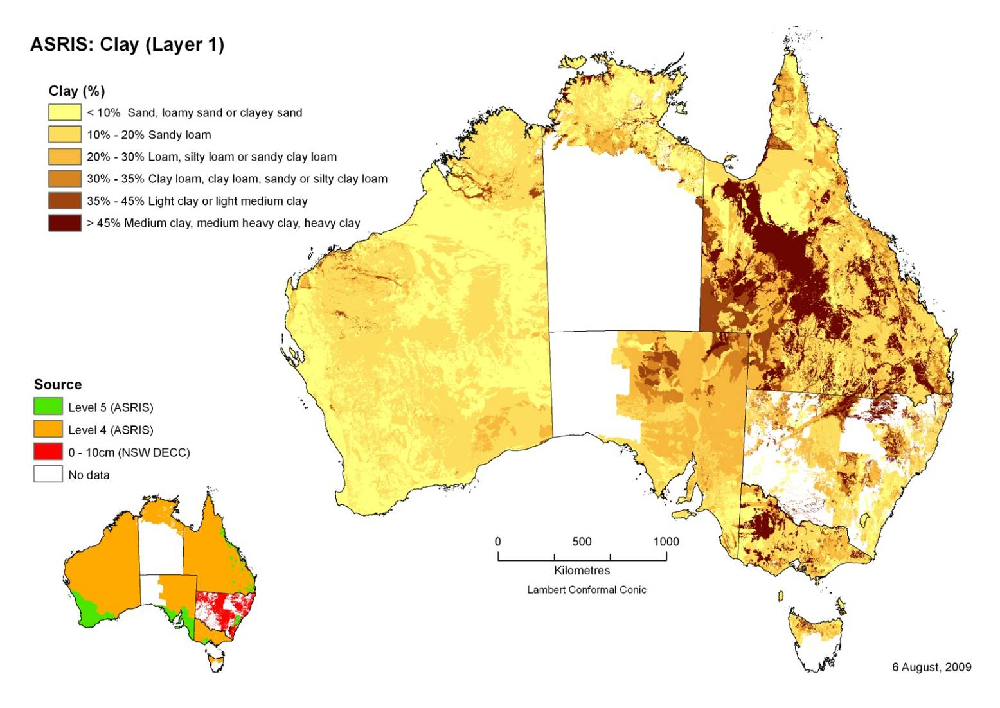 ASRIS: Clay (Layer 1)
Clay (%)
< 10%  Sand, loamy sand or clayey sand
10% - 20% Sandy loam
20% - 30% Loam, silty loam or sandy clay loam
30% - 35% Clay loam, clay loam, sandy or silty clay loam
35% - 45% Light clay or light medium clay
> 45% Medium clay, medium heavy clay, heavy clay
Source
Level 5 (ASRIS)
Level 4 (ASRIS)
0 - 10cm (NSW DECC)
No data
0 500 1000
Kilometres
Lambert Conformal Conic
6 August, 2009